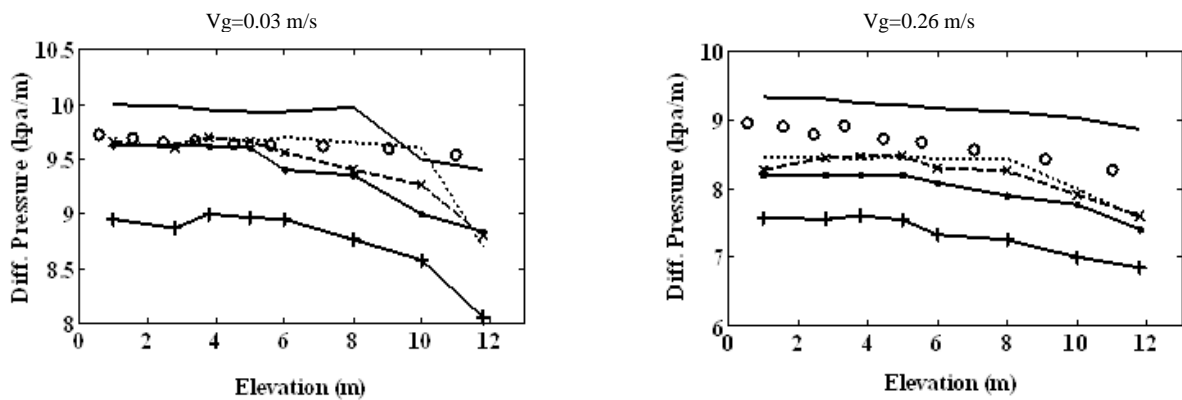 Vg=0.03 m/s
10.5
10
9.5
9
8.5
8
0 2 4 6 8 10 12
Diff. Pressure (kpa/m)
Elevation (m)
Vg=0.26 m/s
10
9
8
7
6
0 2 4 6 8 10 12
Diff. Pressure (kpa/m)
Elevation (m)